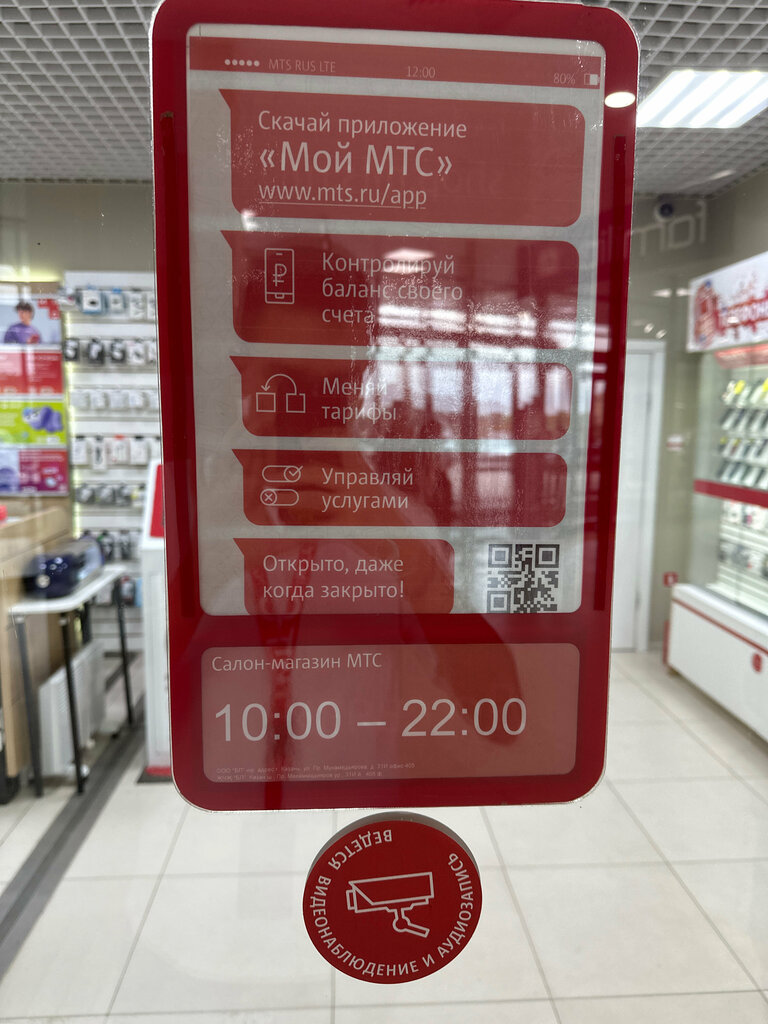 MTS RUS LTE 12:00 80%
Скачай приложение
«Мой МТС»
www.mts.ru/app
Контролируй
баланс своего
счета
Меняй
тарифы
Управляй
услугами
Открыто, даже
когда закрыто!
Салон-магазин МТС
10:00 – 22:00
ВЕДЕТСЯ ВИДЕОНАБЛЮДЕНИЕ И АУДИОЗАПИСЬ